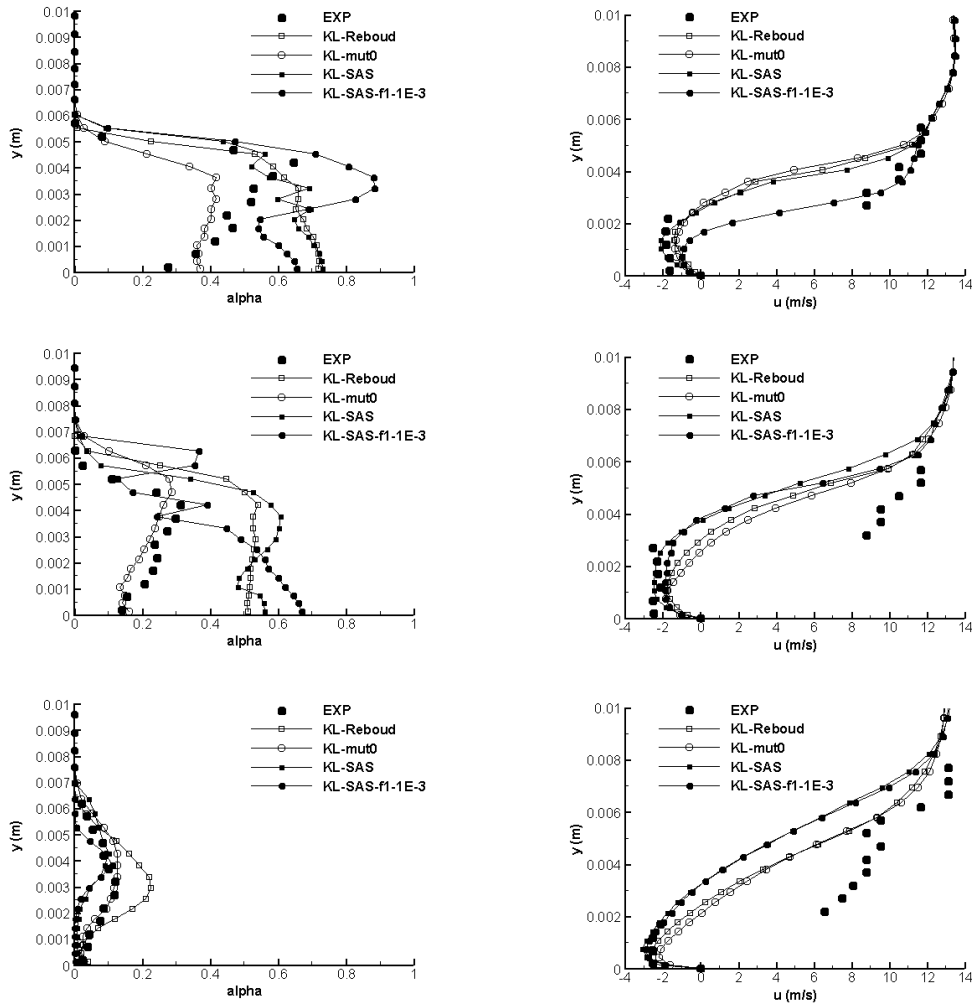 0.01
0.009
0.008
0.007
0.006
0.005
0.004
0.003
0.002
0.001
0
y (m)
0 0.2 0.4 0.6 0.8 1
alpha
EXP
KL-Reboud
KL-mut0
KL-SAS
KL-SAS-f1-1E-3
0.01
0.008
0.006
0.004
0.002
0
y (m)
-4 -2 0 2 4 6 8 10 12 14
u (m/s)
EXP
KL-Reboud
KL-mut0
KL-SAS
KL-SAS-f1-1E-3
0.01
0.009
0.008
0.007
0.006
0.005
0.004
0.003
0.002
0.001
0
y (m)
0 0.2 0.4 0.6 0.8 1
alpha
EXP
KL-Reboud
KL-mut0
KL-SAS
KL-SAS-f1-1E-3
0.01
0.008
0.006
0.004
0.002
0
y (m)
-4 -2 0 2 4 6 8 10 12 14
u (m/s)
EXP
KL-Reboud
KL-mut0
KL-SAS
KL-SAS-f1-1E-3
0.01
0.009
0.008
0.007
0.006
0.005
0.004
0.003
0.002
0.001
0
y (m)
0 0.2 0.4 0.6 0.8 1
alpha
EXP
KL-Reboud
KL-mut0
KL-SAS
KL-SAS-f1-1E-3
0.01
0.008
0.006
0.004
0.002
0
y (m)
-4 -2 0 2 4 6 8 10 12 14
u (m/s)
EXP
KL-Reboud
KL-mut0
KL-SAS
KL-SAS-f1-1E-3